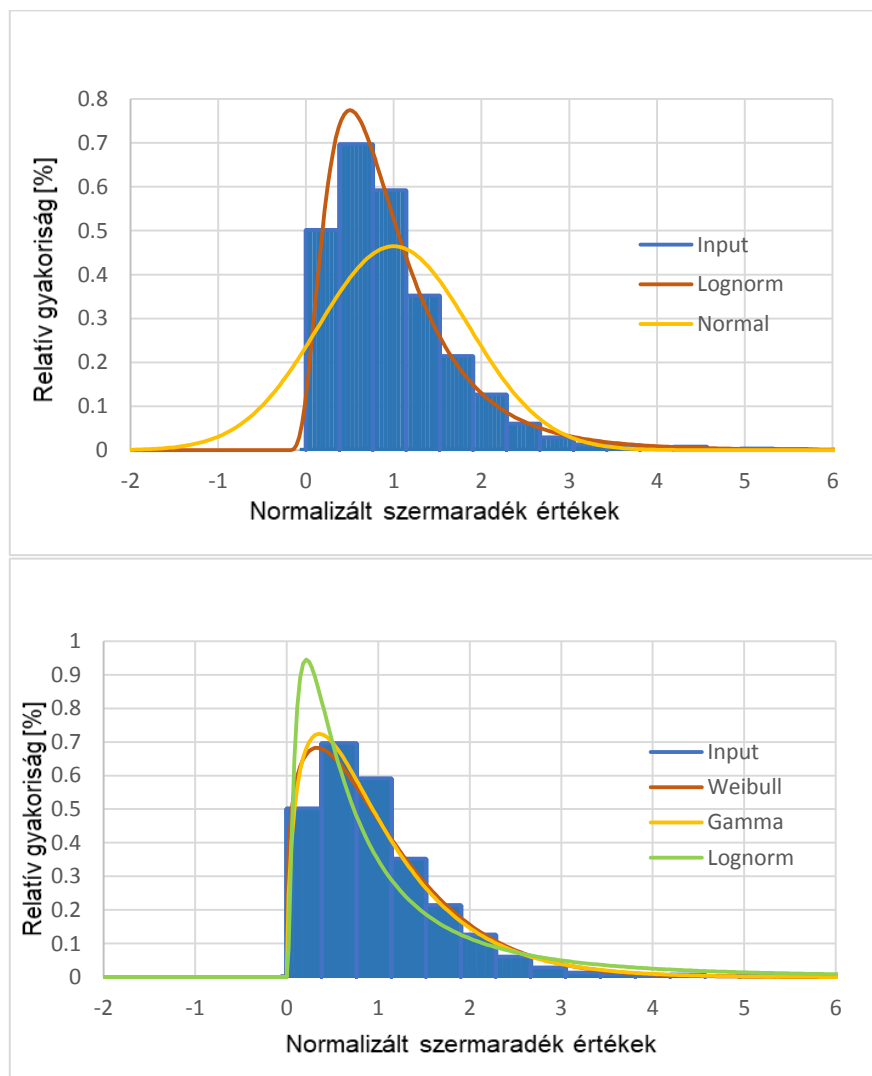 0.8
0.7
0.6
0.5
0.4
0.3
0.2
0.1
0
Relatív gyakoriság [%]
Input
Lognorm
Normal
-2 -1 0 1 2 3 4 5 6
Normalizált szermaradék értékek
1
0.9
0.8
0.7
0.6
0.5
0.4
0.3
0.2
0.1
0
Relatív gyakoriság [%]
Input
Weibull
Gamma
Lognorm
-2 -1 0 1 2 3 4 5 6
Normalizált szermaradék értékek